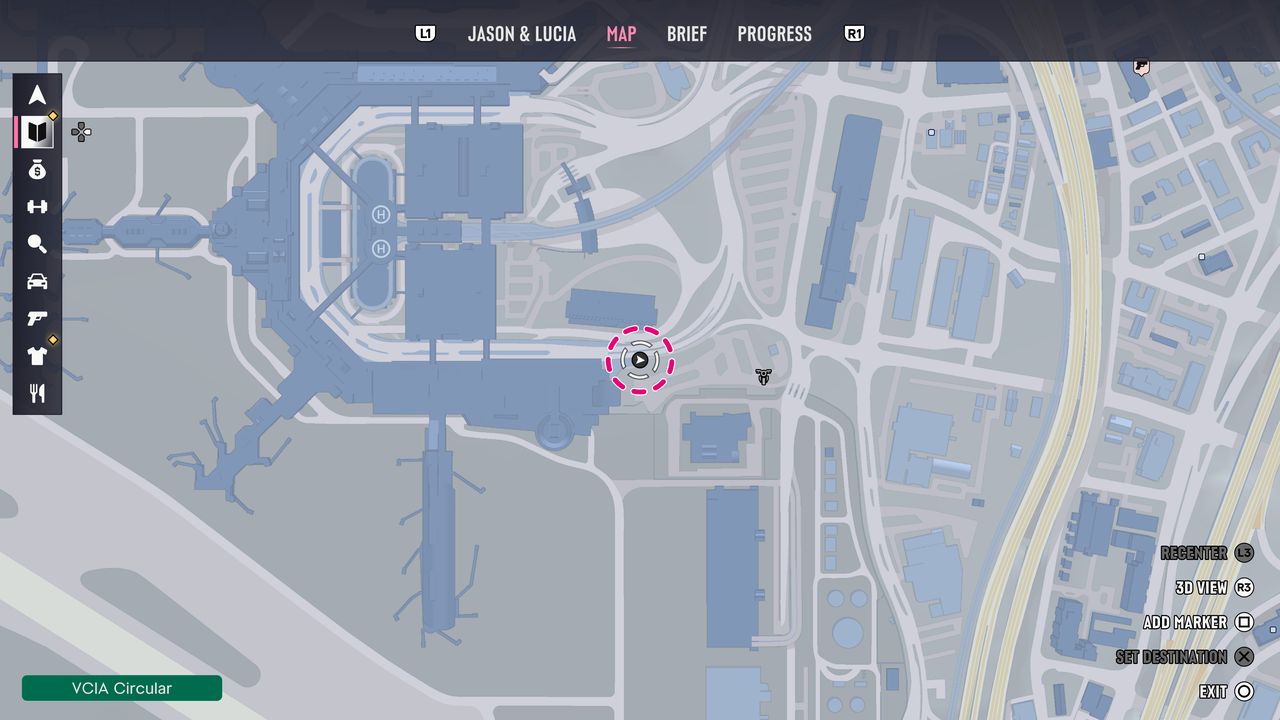 L1 JASON & LUCIA MAP BRIEF PROGRESS R1
$
H
H
RECENTER L3
3D VIEW R3
ADD MARKER
SET DESTINATION
EXIT
VCIA Circular